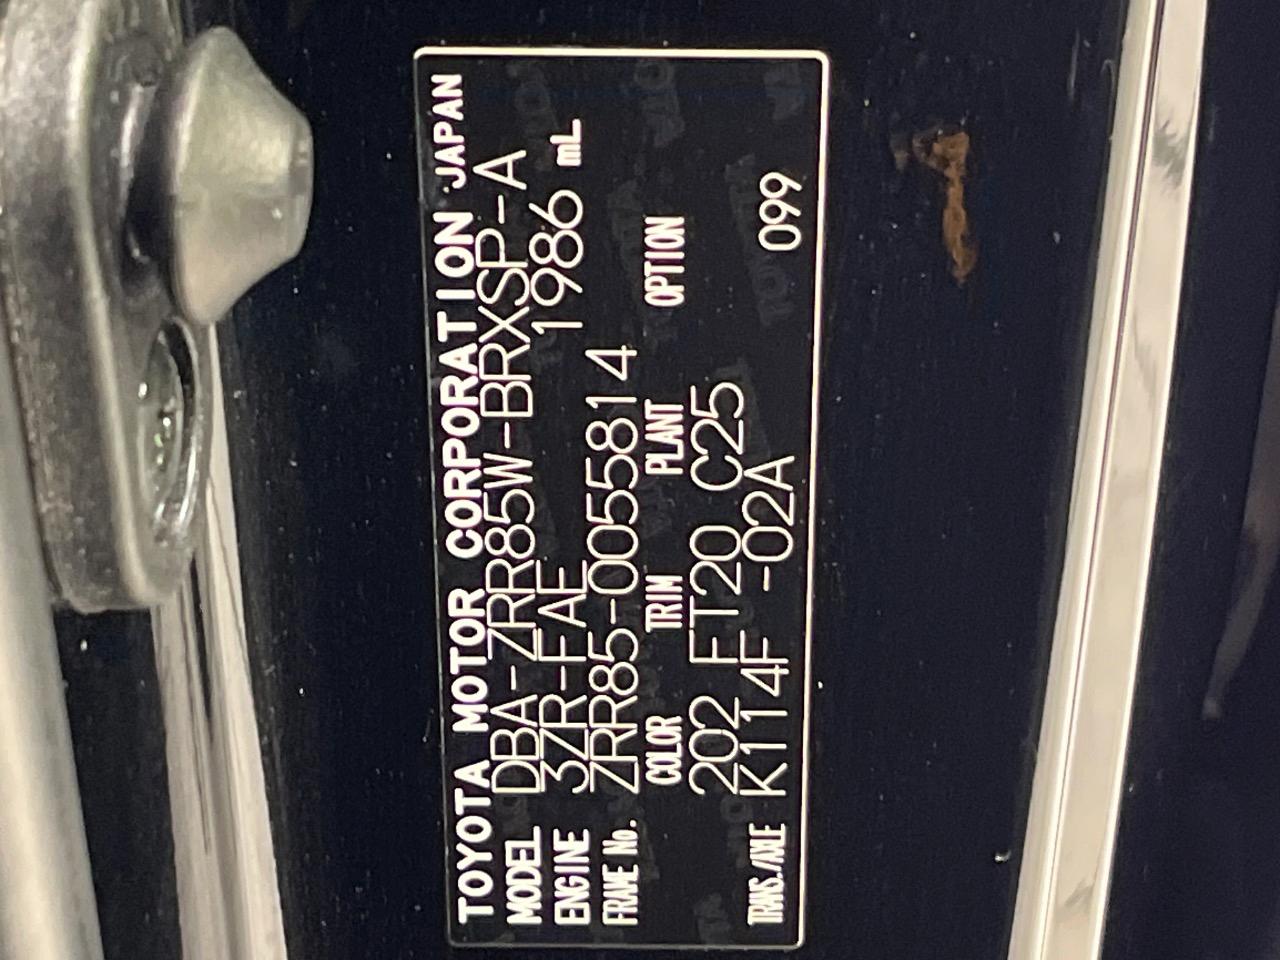 TOYOTA MOTOR CORPORATION JAPAN
MODEL DBA-ZRR85W-BRXSP-A
ENGINE 3ZR-FAE 1986 mL
FRAME No. ZRR85-0055814
COLOR TRIM PLANT OPTION
202 FT20 C25
TRANS./AXLE K114F -02A 099